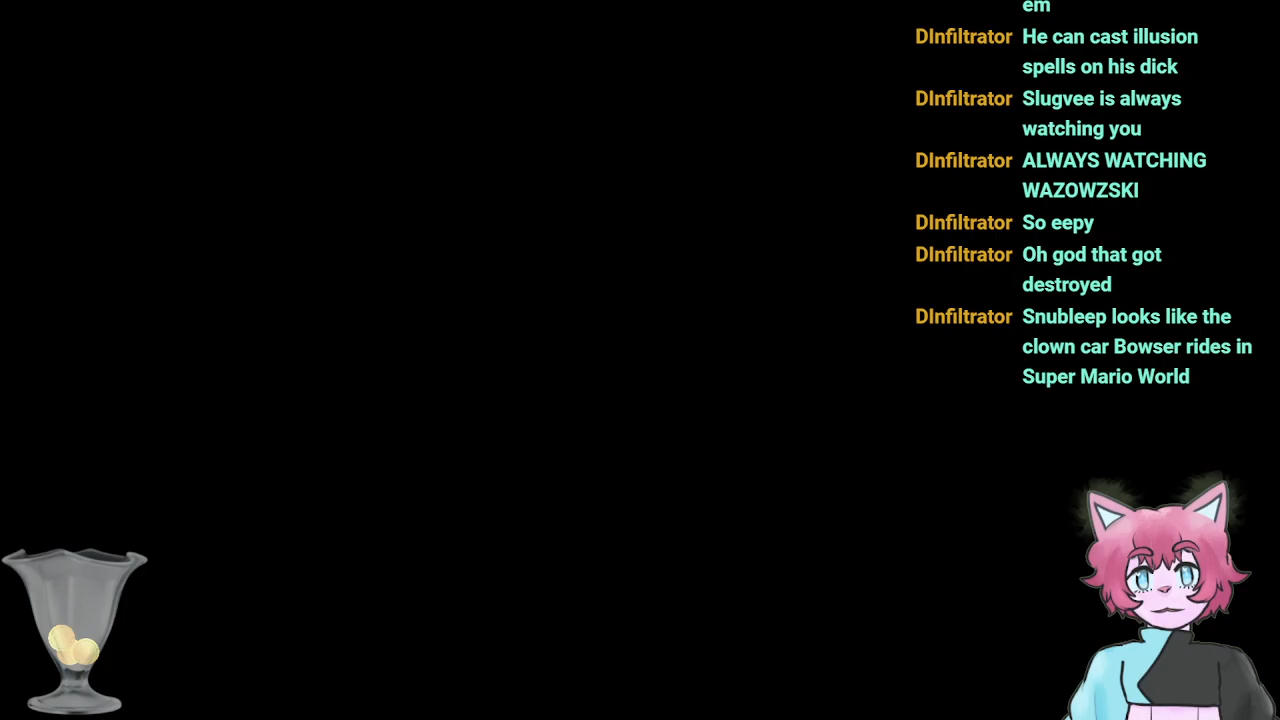 em
DInfiltrator He can cast illusion
spells on his dick
DInfiltrator Slugvee is always
watching you
DInfiltrator ALWAYS WATCHING
WAZOWZSKI
DInfiltrator So eepy
DInfiltrator Oh god that got
destroyed
DInfiltrator Snubleep looks like the
clown car Bowser rides in
Super Mario World